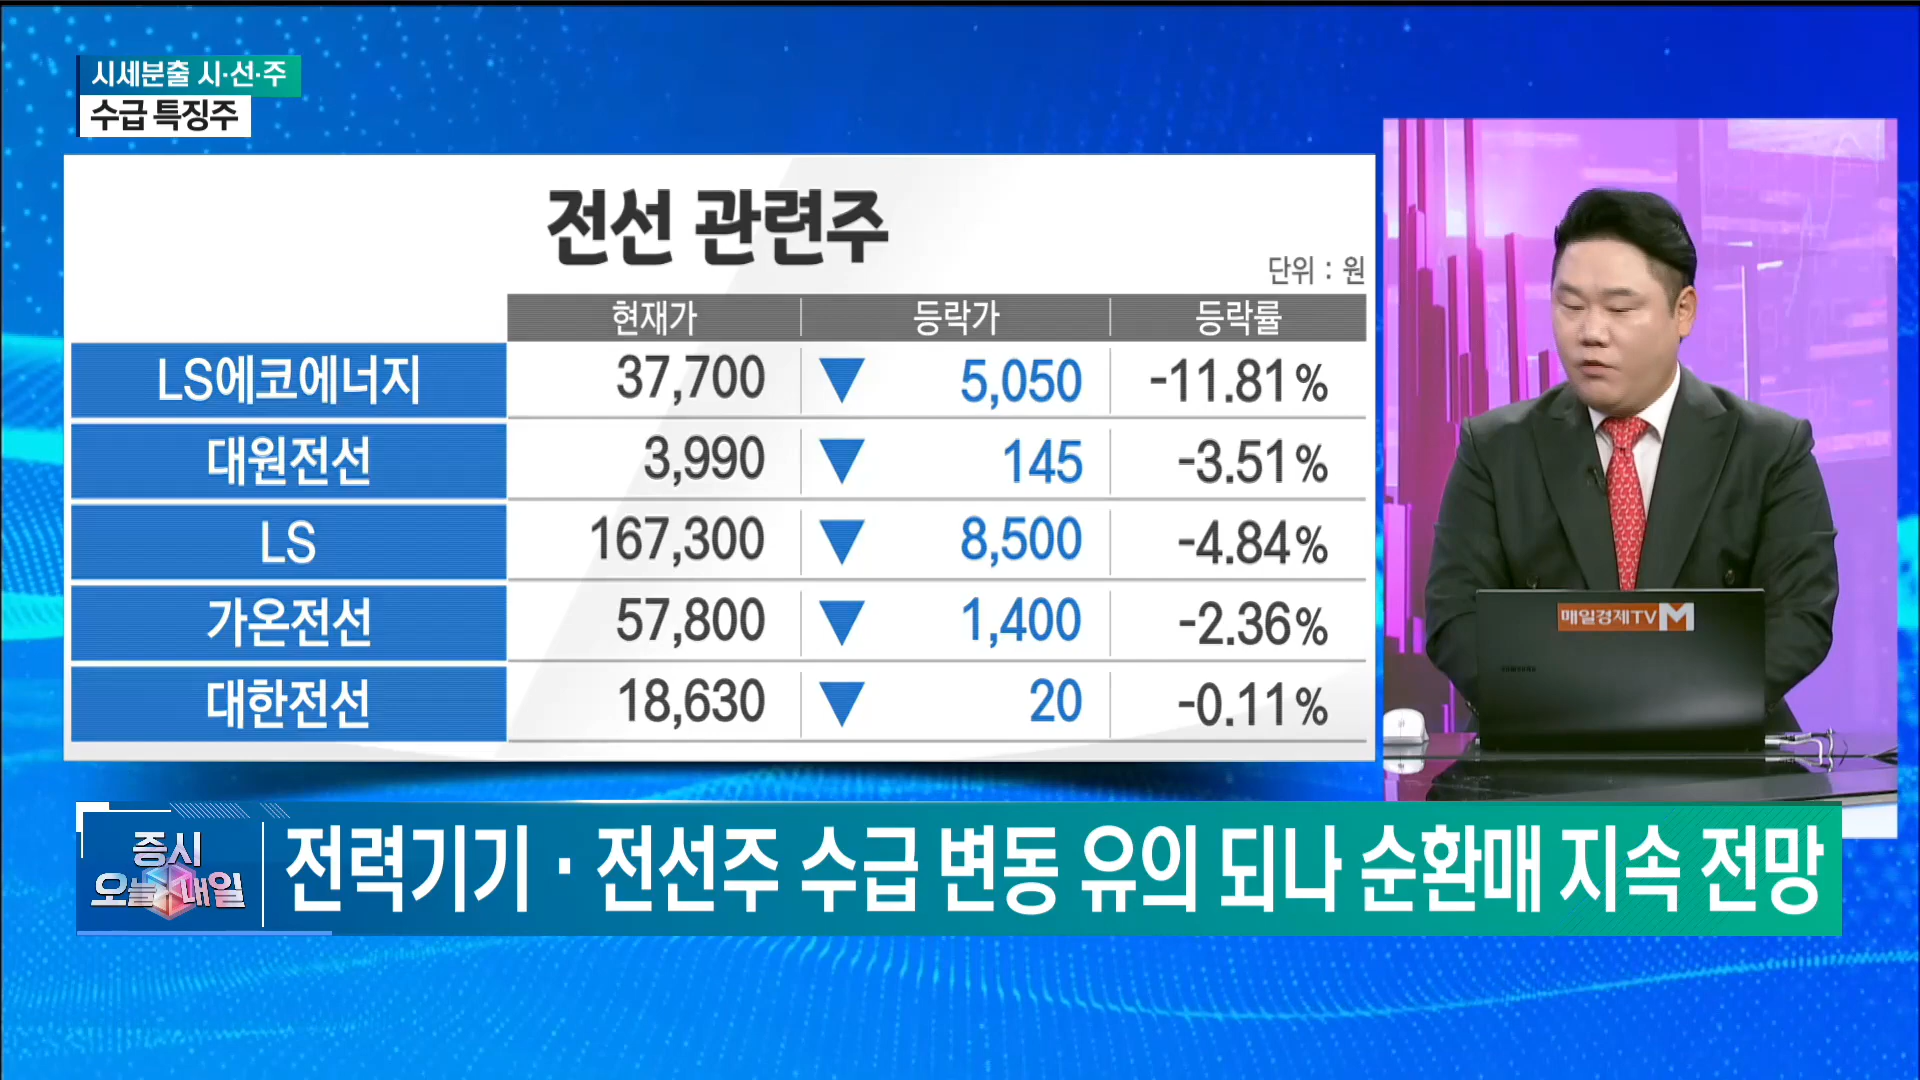 시세분출 시·선·주
수급 특징주
전선 관련주
단위 : 원
현재가 등락가 등락률
LS에코에너지 37,700 ▼ 5,050 -11.81%
대원전선 3,990 ▼ 145 -3.51%
LS 167,300 ▼ 8,500 -4.84%
가온전선 57,800 ▼ 1,400 -2.36%
대한전선 18,630 ▼ 20 -0.11%
매일경제TV M
SAMSUNG
증시
오늘 매일
전력기기·전선주 수급 변동 유의 되나 순환매 지속 전망